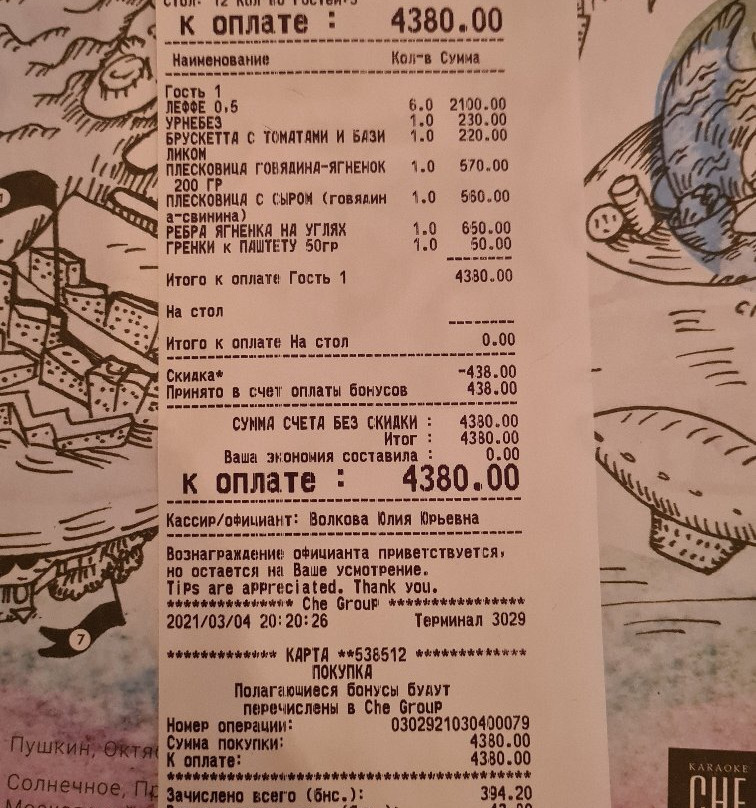 к оплате : 4380.00
Наименование Кол-в Сумма
Гость 1
ЛЕФФЕ 0,5 6.0 2100.00
УРНЕБЕЗ 1.0 230.00
БРУСКЕТТА С ТОМАТАМИ И БАЗИ 1.0 220.00
ЛИКОМ
ПЛЕСКОВИЦА ГОВЯДИНА-ЯГНЕНОК 1.0 570.00
200 ГР
ПЛЕСКОВИЦА С СЫРОМ (говядин 1.0 560.00
а-свинина)
РЕБРА ЯГНЕНКА НА УГЛЯХ 1.0 650.00
ГРЕНКИ к ПАШТЕТУ 50гр 1.0 50.00
Итого к оплате Гость 1 4380.00
На стол
Итого к оплате На стол 0.00
Скидка* -438.00
Принято в счет оплаты бонусов 438.00
СУММА СЧЕТА БЕЗ СКИДКИ : 4380.00
Итог : 4380.00
Ваша экономия составила : 0.00
к оплате : 4380.00
Кассир/официант: Волкова Юлия Юрьевна
Вознаграждение официанта приветствуется,
но остается на Ваше усмотрение.
Tips are appreciated. Thank you.
*************** Che Group ****************
2021/03/04 20:20:26 Терминал 3029
************* КАРТА **538512 *************
ПОКУПКА
Полагающиеся бонусы будут
перечислены в Che Group
Номер операции: 0302921030400079
Сумма покупки: 4380.00
К оплате: 4380.00
Зачислено всего (бнс.): 394.20
7
Пушкин,
Солнечное,
KARAOKE
CHE